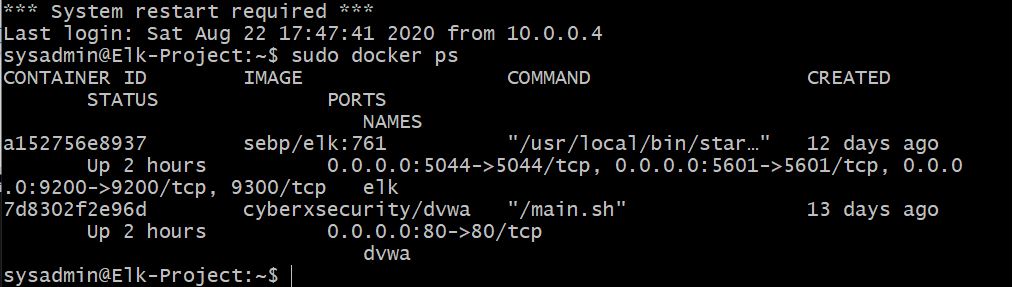 *** System restart required ***
Last login: Sat Aug 22 17:47:41 2020 from 10.0.0.4
sysadmin@Elk-Project:~$ sudo docker ps
CONTAINER ID        IMAGE               COMMAND                  CREATED
       STATUS              PORTS
                              NAMES
a152756e8937        sebp/elk:761        "/usr/local/bin/star…"   12 days ago
       Up 2 hours          0.0.0.0:5044->5044/tcp, 0.0.0.0:5601->5601/tcp, 0.0.0
.0:9200->9200/tcp, 9300/tcp   elk
7d8302f2e96d        cyberxsecurity/dvwa   "/main.sh"               13 days ago
       Up 2 hours          0.0.0.0:80->80/tcp
                              dvwa
sysadmin@Elk-Project:~$